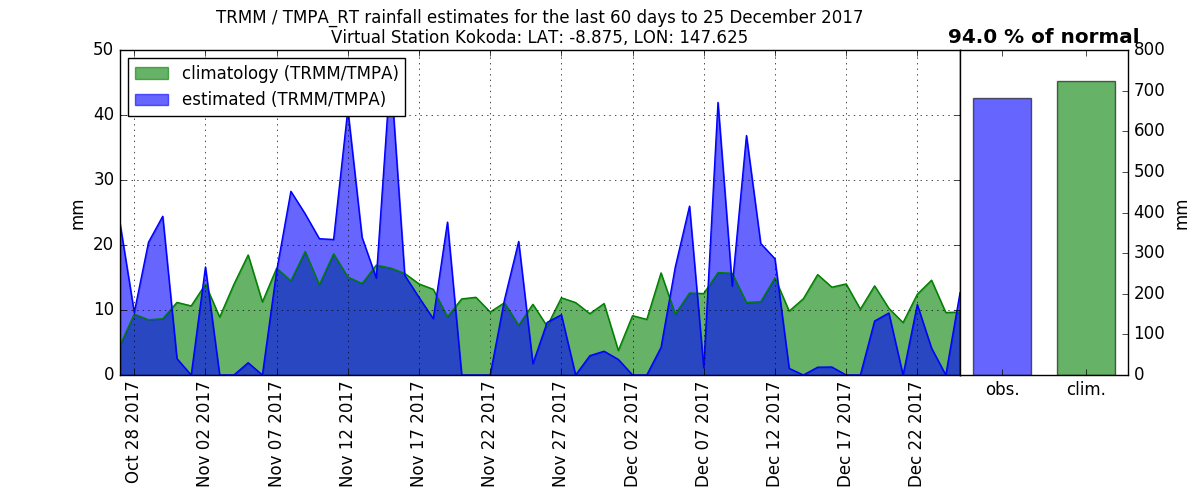 TRMM / TMPA_RT rainfall estimates for the last 60 days to 25 December 2017
Virtual Station Kokoda: LAT: -8.875, LON: 147.625
94.0 % of normal
climatology (TRMM/TMPA)
estimated (TRMM/TMPA)
50
40
30
20
10
0
mm
800
700
600
500
400
300
200
100
0
mm
Oct 28 2017
Nov 02 2017
Nov 07 2017
Nov 12 2017
Nov 17 2017
Nov 22 2017
Nov 27 2017
Dec 02 2017
Dec 07 2017
Dec 12 2017
Dec 17 2017
Dec 22 2017
obs.
clim.